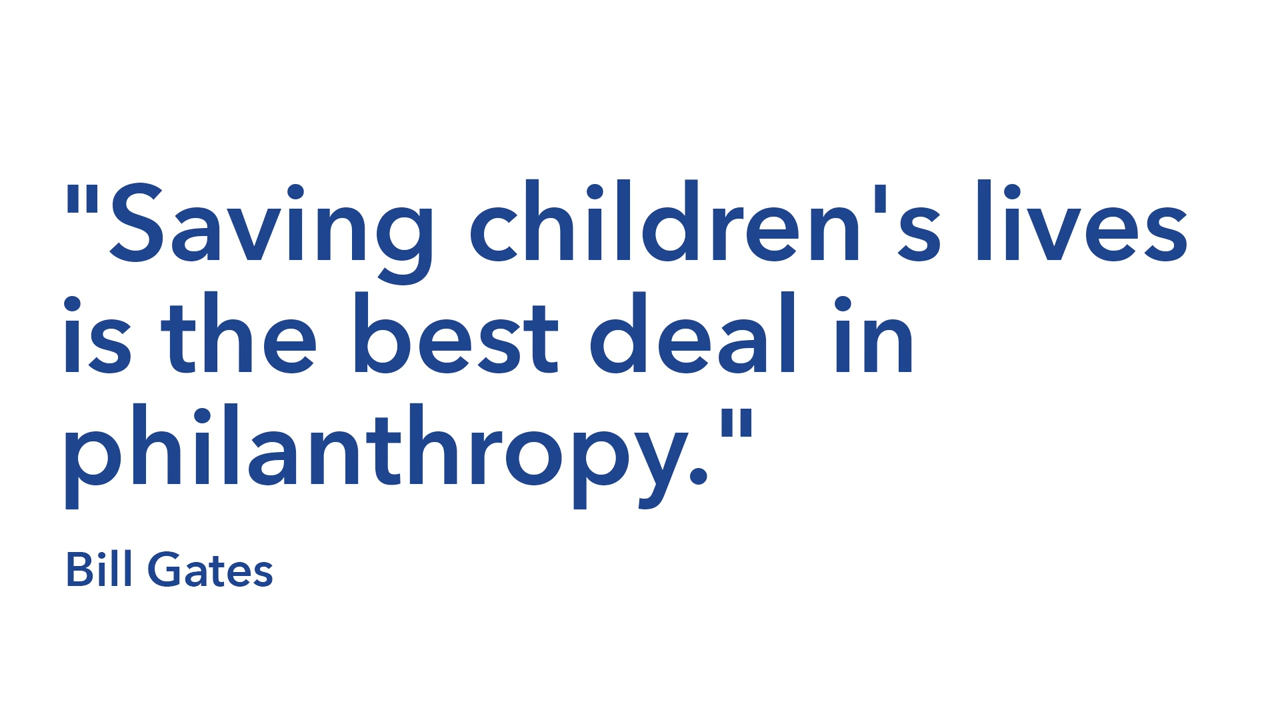 "Saving children's lives
is the best deal in
philanthropy."
Bill Gates